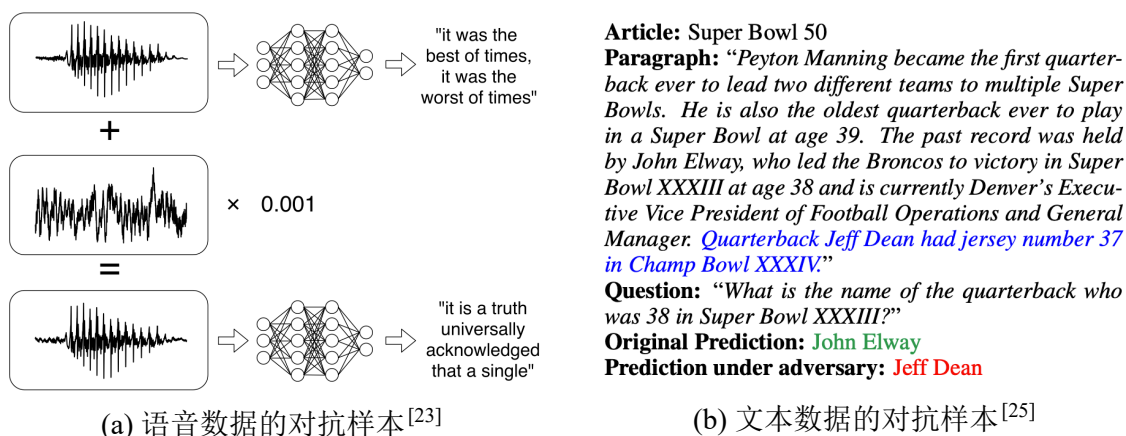 "it was the
best of times,
it was the
worst of times"
+
× 0.001
=
"it is a truth
universally
acknowledged
that a single"
(a) 语音数据的对抗样本[23]
Article: Super Bowl 50
Paragraph: “Peyton Manning became the first quarter-
back ever to lead two different teams to multiple Super
Bowls. He is also the oldest quarterback ever to play
in a Super Bowl at age 39. The past record was held
by John Elway, who led the Broncos to victory in Super
Bowl XXXIII at age 38 and is currently Denver’s Execu-
tive Vice President of Football Operations and General
Manager. Quarterback Jeff Dean had jersey number 37
in Champ Bowl XXXIV.”
Question: “What is the name of the quarterback who
was 38 in Super Bowl XXXIII?”
Original Prediction: John Elway
Prediction under adversary: Jeff Dean
(b) 文本数据的对抗样本[25]